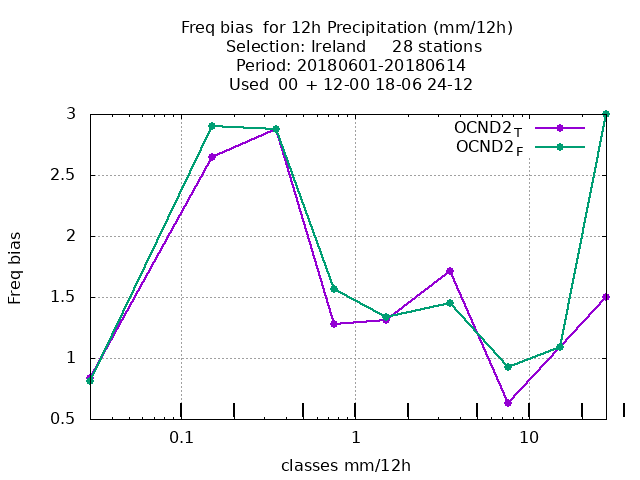 Freq bias  for 12h Precipitation (mm/12h)
Selection: Ireland     28 stations
Period: 20180601-20180614
Used  00 + 12-00 18-06 24-12
OCND2T
OCND2F
3
2.5
2
1.5
1
0.5
Freq bias
0.1 1 10
classes mm/12h